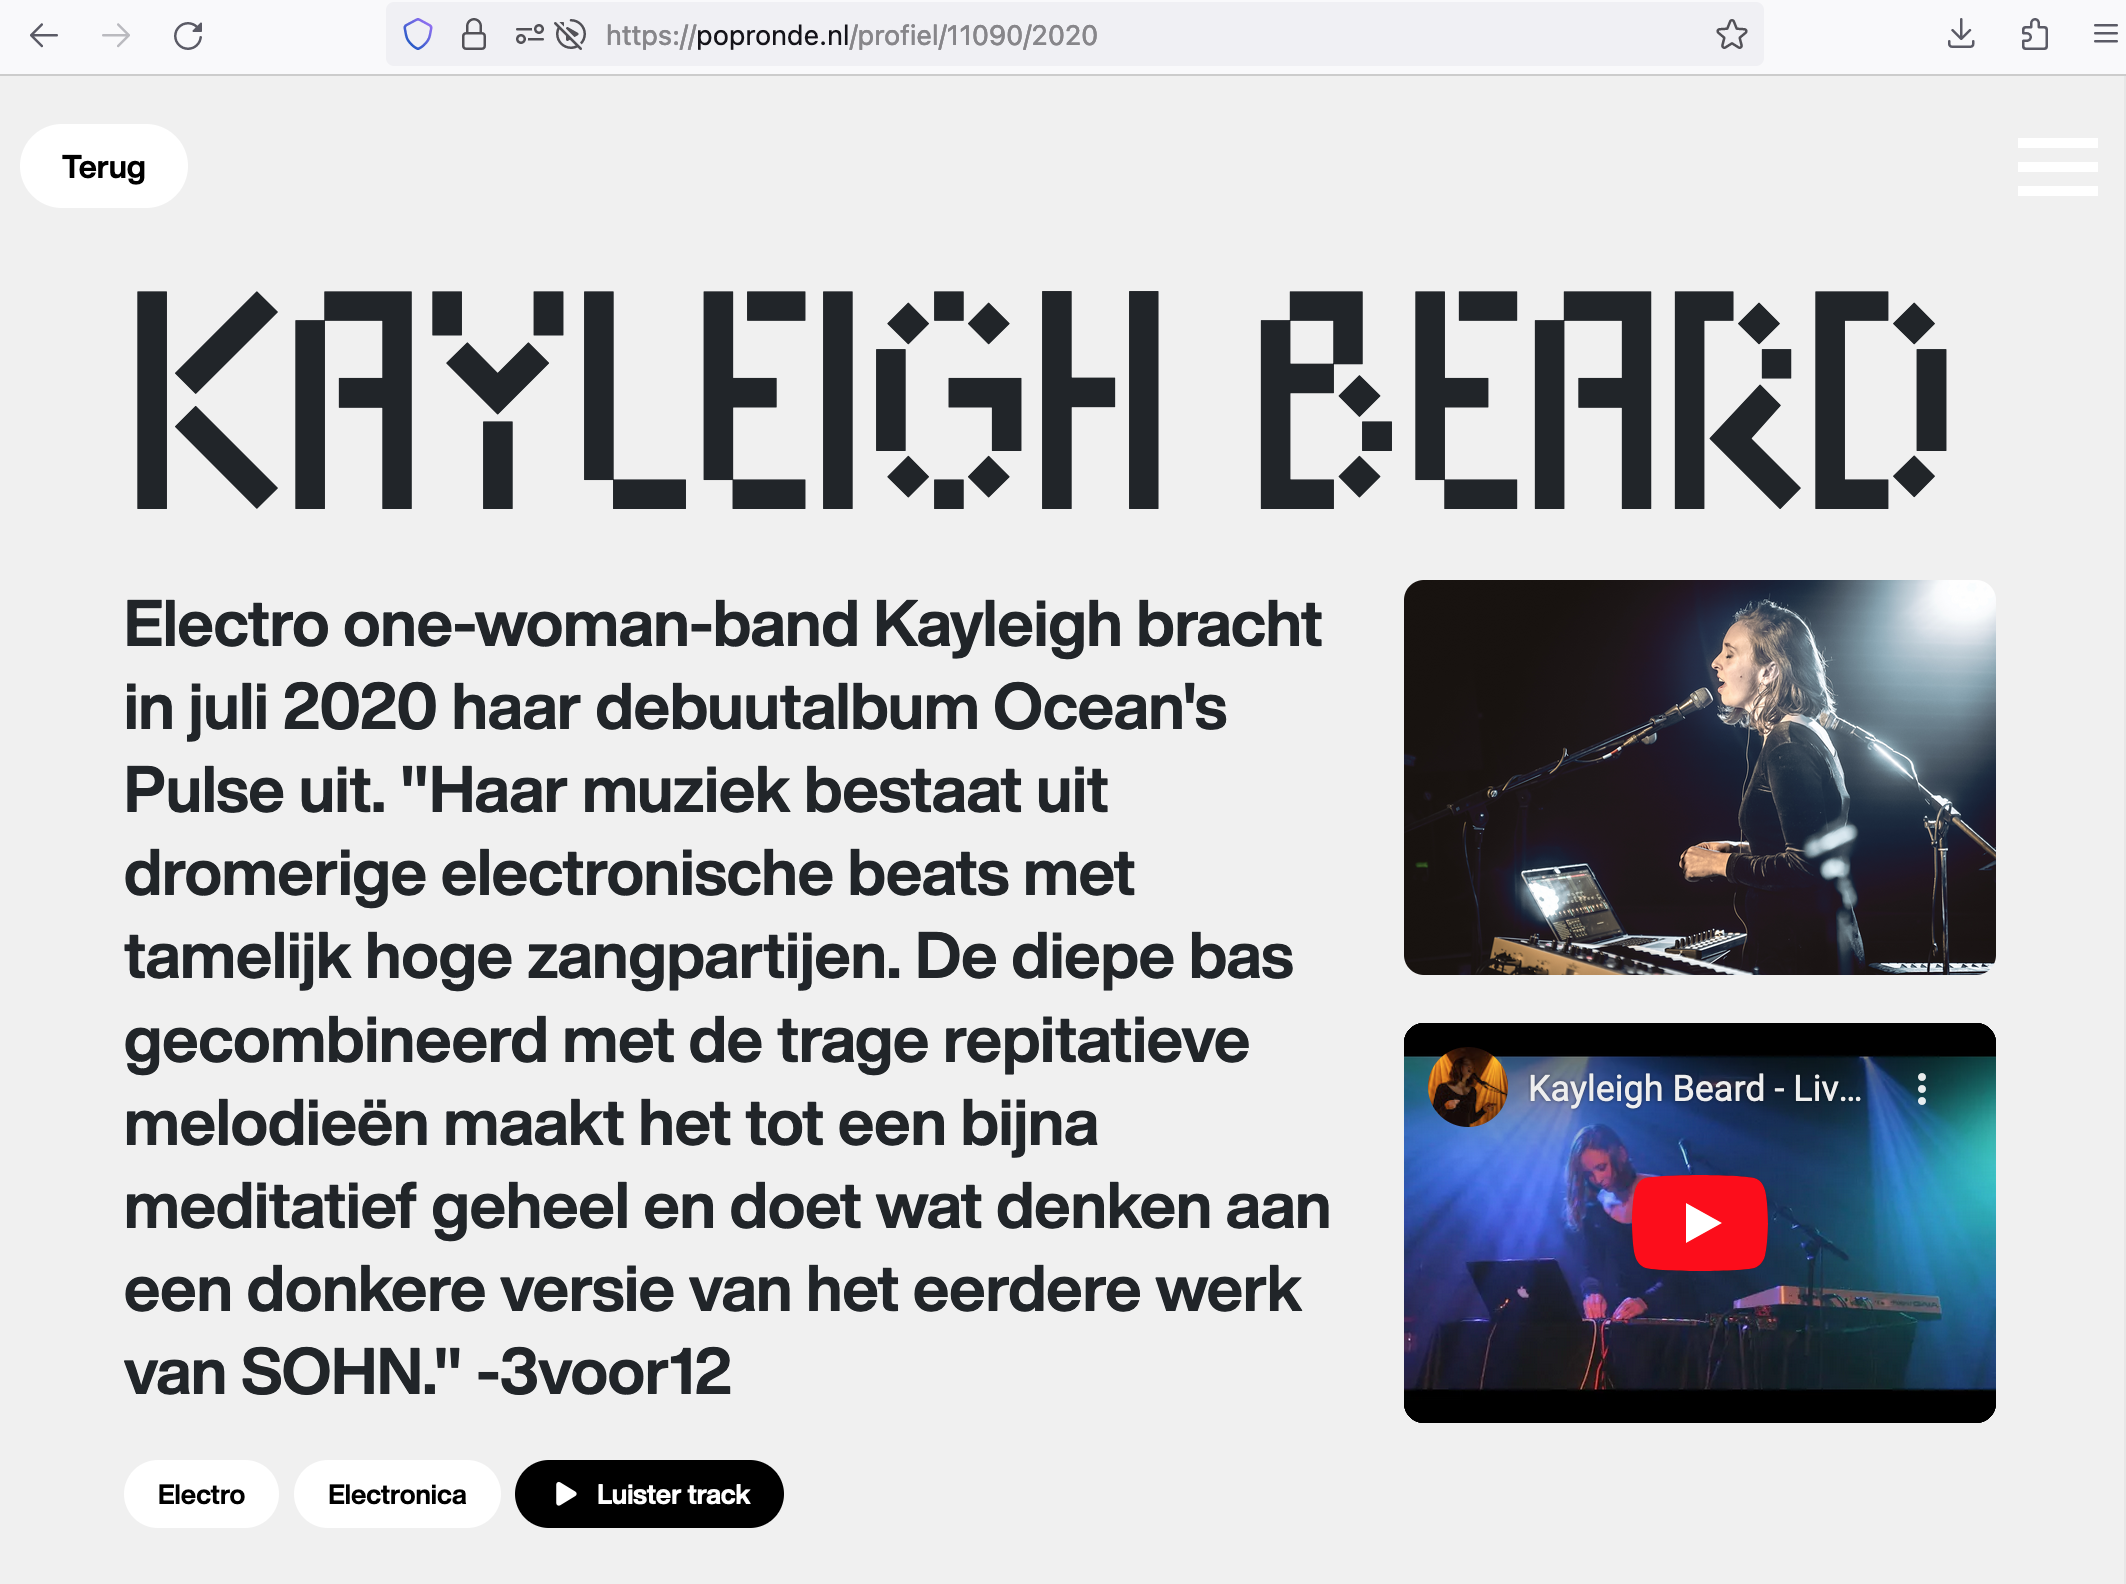 https://popronde.nl/profiel/11090/2020
Terug
KAYLEIGH BEARD
Electro one-woman-band Kayleigh bracht
in juli 2020 haar debuutalbum Ocean's
Pulse uit. "Haar muziek bestaat uit
dromerige electronische beats met
tamelijk hoge zangpartijen. De diepe bas
gecombineerd met de trage repitatieve
melodieën maakt het tot een bijna
meditatief geheel en doet wat denken aan
een donkere versie van het eerdere werk
van SOHN." -3voor12
Kayleigh Beard - Liv...
Electro
Electronica
Luister track